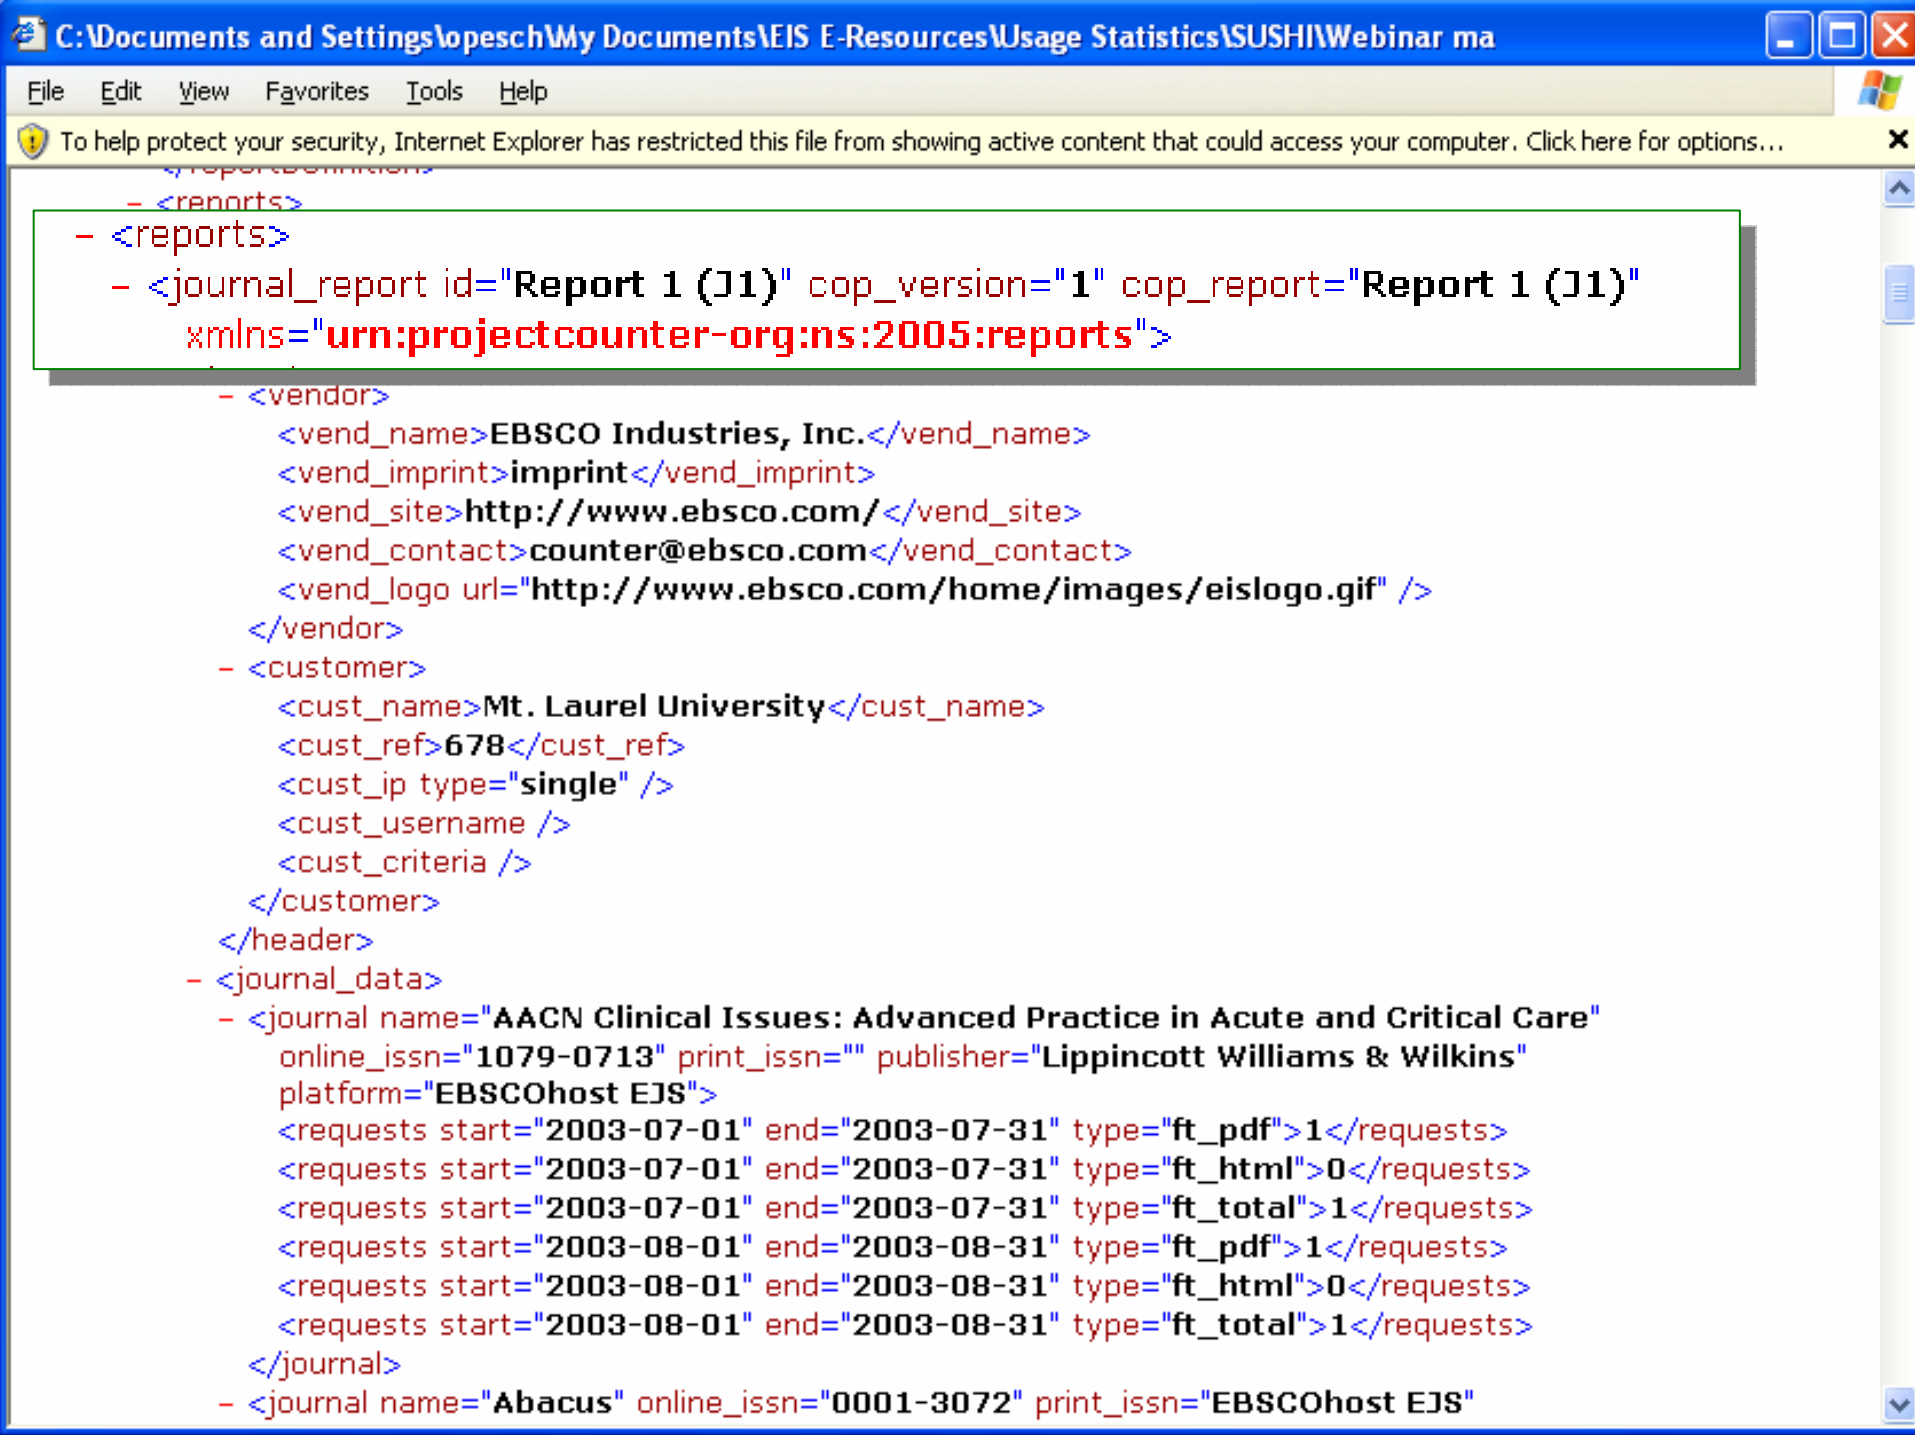 C:\Documents and Settings\opesch\My Documents\EIS E-Resources\Usage Statistics\SUSHI\Webinar ma
File Edit View Favorites Tools Help
To help protect your security, Internet Explorer has restricted this file from showing active content that could access your computer. Click here for options...
- <reports>
- <reports>
- <journal_report id="Report 1 (J1)" cop_version="1" cop_report="Report 1 (J1)"
xmlns="urn:projectcounter-org:ns:2005:reports">
- <vendor>
<vend_name>EBSCO Industries, Inc.</vend_name>
<vend_imprint>imprint</vend_imprint>
<vend_site>http://www.ebsco.com/</vend_site>
<vend_contact>counter@ebsco.com</vend_contact>
<vend_logo url="http://www.ebsco.com/home/images/eislogo.gif" />
</vendor>
- <customer>
<cust_name>Mt. Laurel University</cust_name>
<cust_ref>678</cust_ref>
<cust_ip type="single" />
<cust_username />
<cust_criteria />
</customer>
</header>
- <journal_data>
- <journal name="AACN Clinical Issues: Advanced Practice in Acute and Critical Care"
online_issn="1079-0713" print_issn="" publisher="Lippincott Williams & Wilkins"
platform="EBSCOhost EJS">
<requests start="2003-07-01" end="2003-07-31" type="ft_pdf">1</requests>
<requests start="2003-07-01" end="2003-07-31" type="ft_html">0</requests>
<requests start="2003-07-01" end="2003-07-31" type="ft_total">1</requests>
<requests start="2003-08-01" end="2003-08-31" type="ft_pdf">1</requests>
<requests start="2003-08-01" end="2003-08-31" type="ft_html">0</requests>
<requests start="2003-08-01" end="2003-08-31" type="ft_total">1</requests>
</journal>
- <journal name="Abacus" online_issn="0001-3072" print_issn="EBSCOhost EJS"